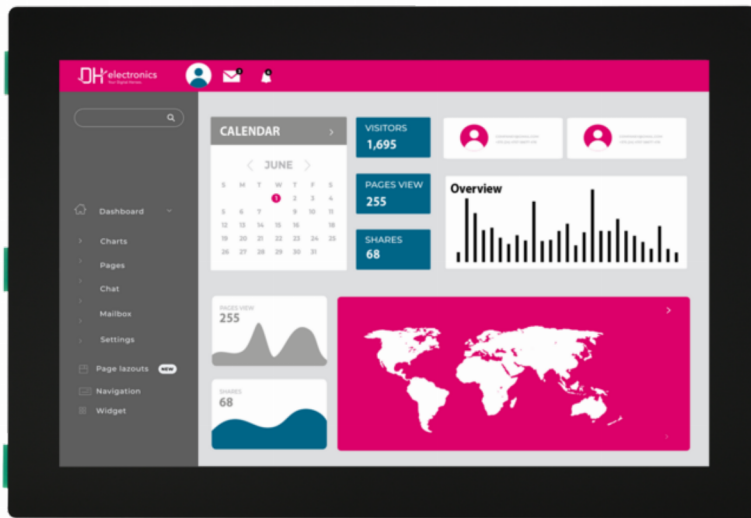 DH electronics
CALENDAR >
VISITORS
1,695
< JUNE >
S M T W T F S
1 2 3 4
5 6 7 9 10 11
12 13 14 15 16 18
19 20 21 22 23 24 25
26 27 28 29 30 31
PAGES VIEW
255
SHARES
68
Overview
Dashboard
Charts
Pages
Chat
Mailbox
Settings
Page lazouts NEW
Navigation
Widget
PAGES VIEW
255
SHARES
68